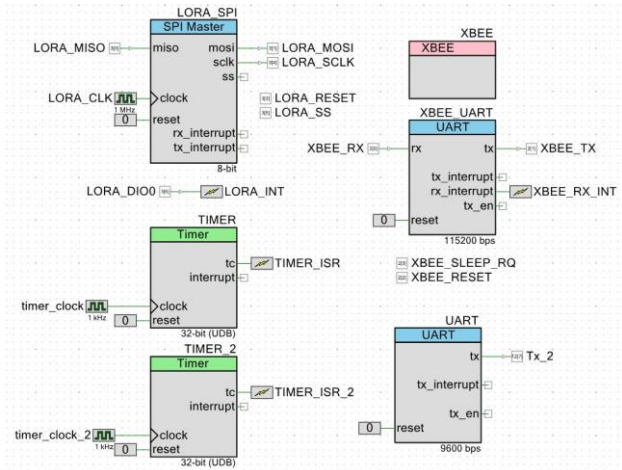 LORA_SPI
SPI Master
LORA_MISO
miso
mosi
LORA_MOSI
sclk
LORA_SCLK
ss
LORA_CLK
clock
1 MHz
0
reset
LORA_RESET
LORA_SS
rx_interrupt
tx_interrupt
8-bit
LORA_DIO0
LORA_INT
TIMER
Timer
tc
TIMER_ISR
interrupt
timer_clock
clock
1 kHz
0
reset
32-bit (UDB)
TIMER_2
Timer
tc
TIMER_ISR_2
interrupt
timer_clock_2
clock
1 kHz
0
reset
32-bit (UDB)
XBEE
XBEE
XBEE_UART
UART
XBEE_RX
rx
tx
XBEE_TX
tx_interrupt
rx_interrupt
XBEE_RX_INT
tx_en
0
reset
115200 bps
XBEE_SLEEP_RQ
XBEE_RESET
UART
UART
tx
Tx_2
tx_interrupt
tx_en
0
reset
9600 bps